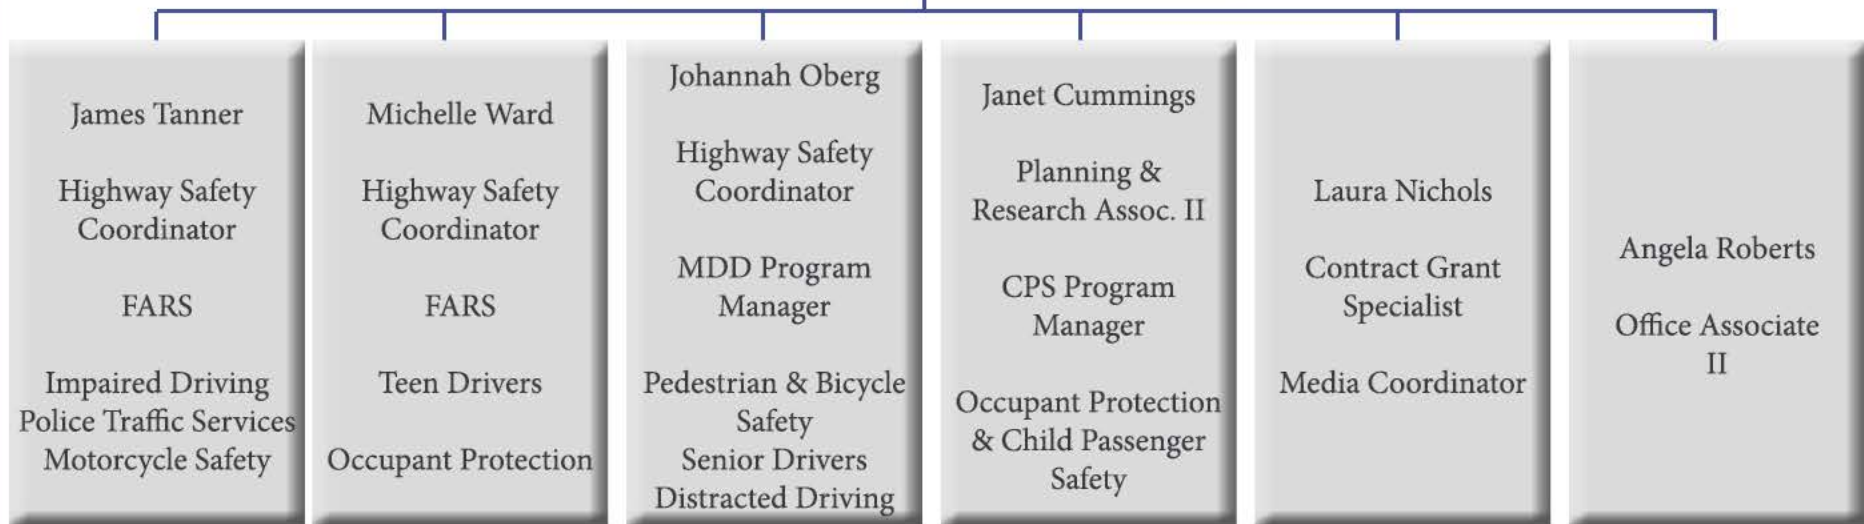 James Tanner
Highway Safety
Coordinator
FARS
Impaired Driving
Police Traffic Services
Motorcycle Safety
Michelle Ward
Highway Safety
Coordinator
FARS
Teen Drivers
Occupant Protection
Johannah Oberg
Highway Safety
Coordinator
MDD Program
Manager
Pedestrian & Bicycle
Safety
Senior Drivers
Distracted Driving
Janet Cummings
Planning &
Research Assoc. II
CPS Program
Manager
Occupant Protection
& Child Passenger
Safety
Laura Nichols
Contract Grant
Specialist
Media Coordinator
Angela Roberts
Office Associate
II